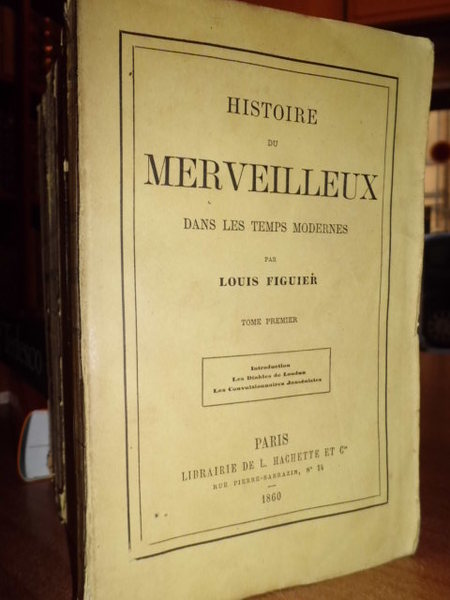 HISTOIRE
DU
MERVEILLEUX
DANS LES TEMPS MODERNES
PAR
LOUIS FIGUIER
TOME PREMIER
Introduction
Les Diables de Loudun
Les Convulsionnaires Jansénistes
PARIS
LIBRAIRIE DE L. HACHETTE ET Cie
RUE PIERRE-SARRAZIN, N° 14
1860